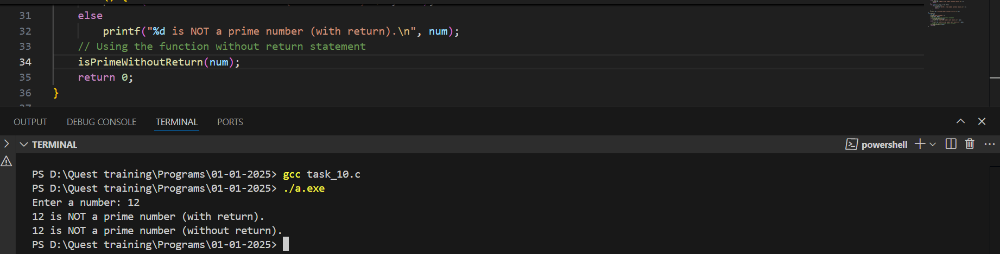 31 else
32 printf("%d is NOT a prime number (with return).\n", num);
33 // Using the function without return statement
34 isPrimeWithoutReturn(num);
35 return 0;
36 }
OUTPUT DEBUG CONSOLE TERMINAL PORTS
TERMINAL powershell
PS D:\Quest training\Programs\01-01-2025> gcc task_10.c
PS D:\Quest training\Programs\01-01-2025> ./a.exe
Enter a number: 12
12 is NOT a prime number (with return).
12 is NOT a prime number (without return).
PS D:\Quest training\Programs\01-01-2025>